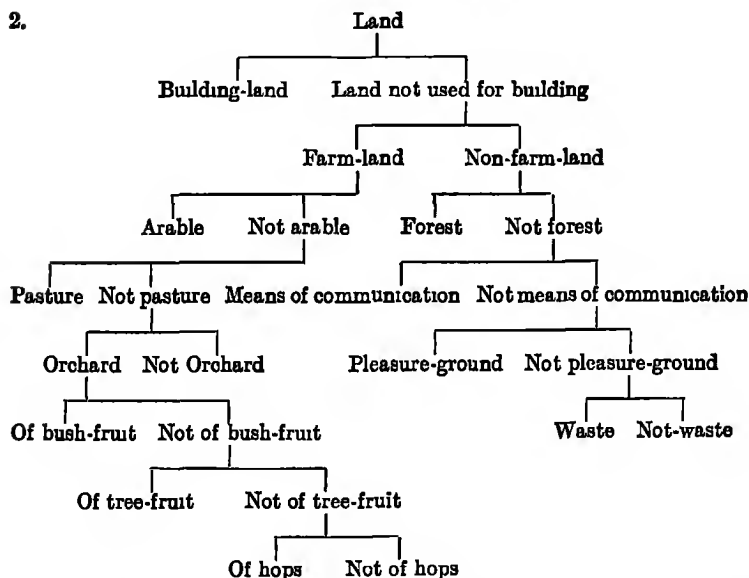 2. Land
Building-land Land not used for building
Farm-land Non-farm-land
Arable Not arable Forest Not forest
Pasture Not pasture Means of communication Not means of communication
Orchard Not Orchard Pleasure-ground Not pleasure-ground
Of bush-fruit Not of bush-fruit Waste Not-waste
Of tree-fruit Not of tree-fruit
Of hops Not of hops